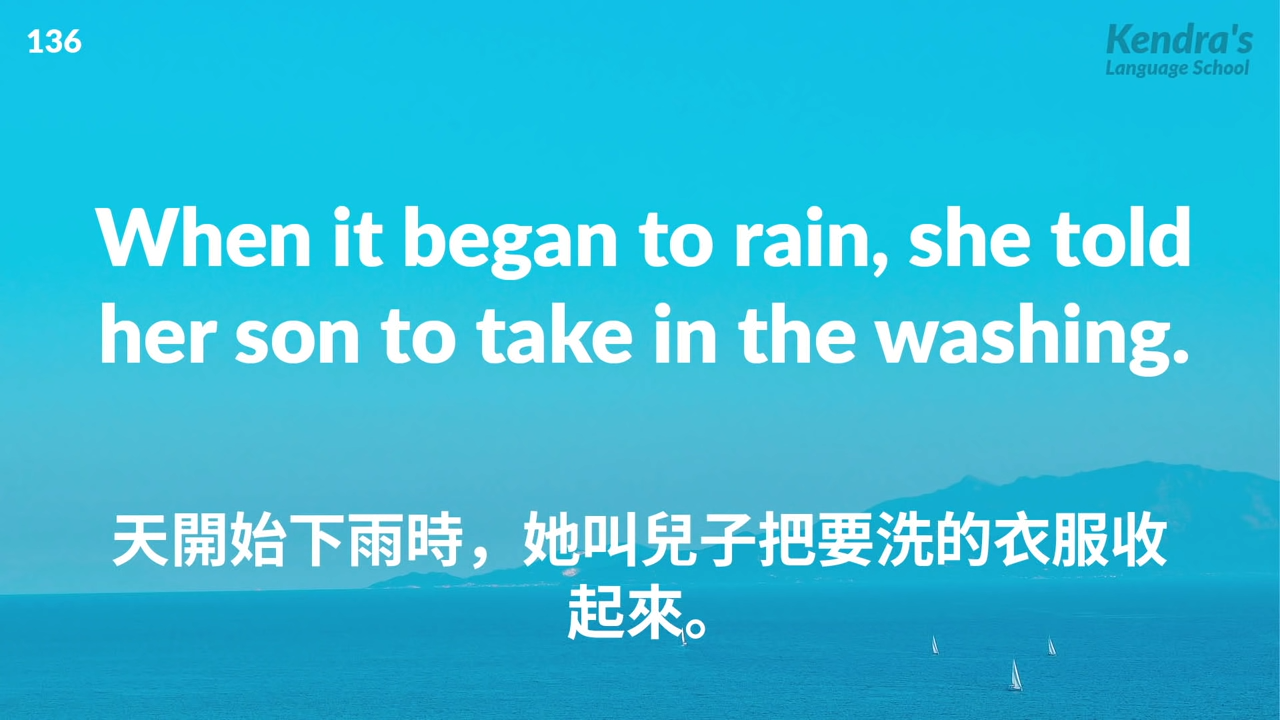 136
Kendra's
Language School
When it began to rain, she told
her son to take in the washing.
天開始下雨時，她叫兒子把要洗的衣服收
起來。